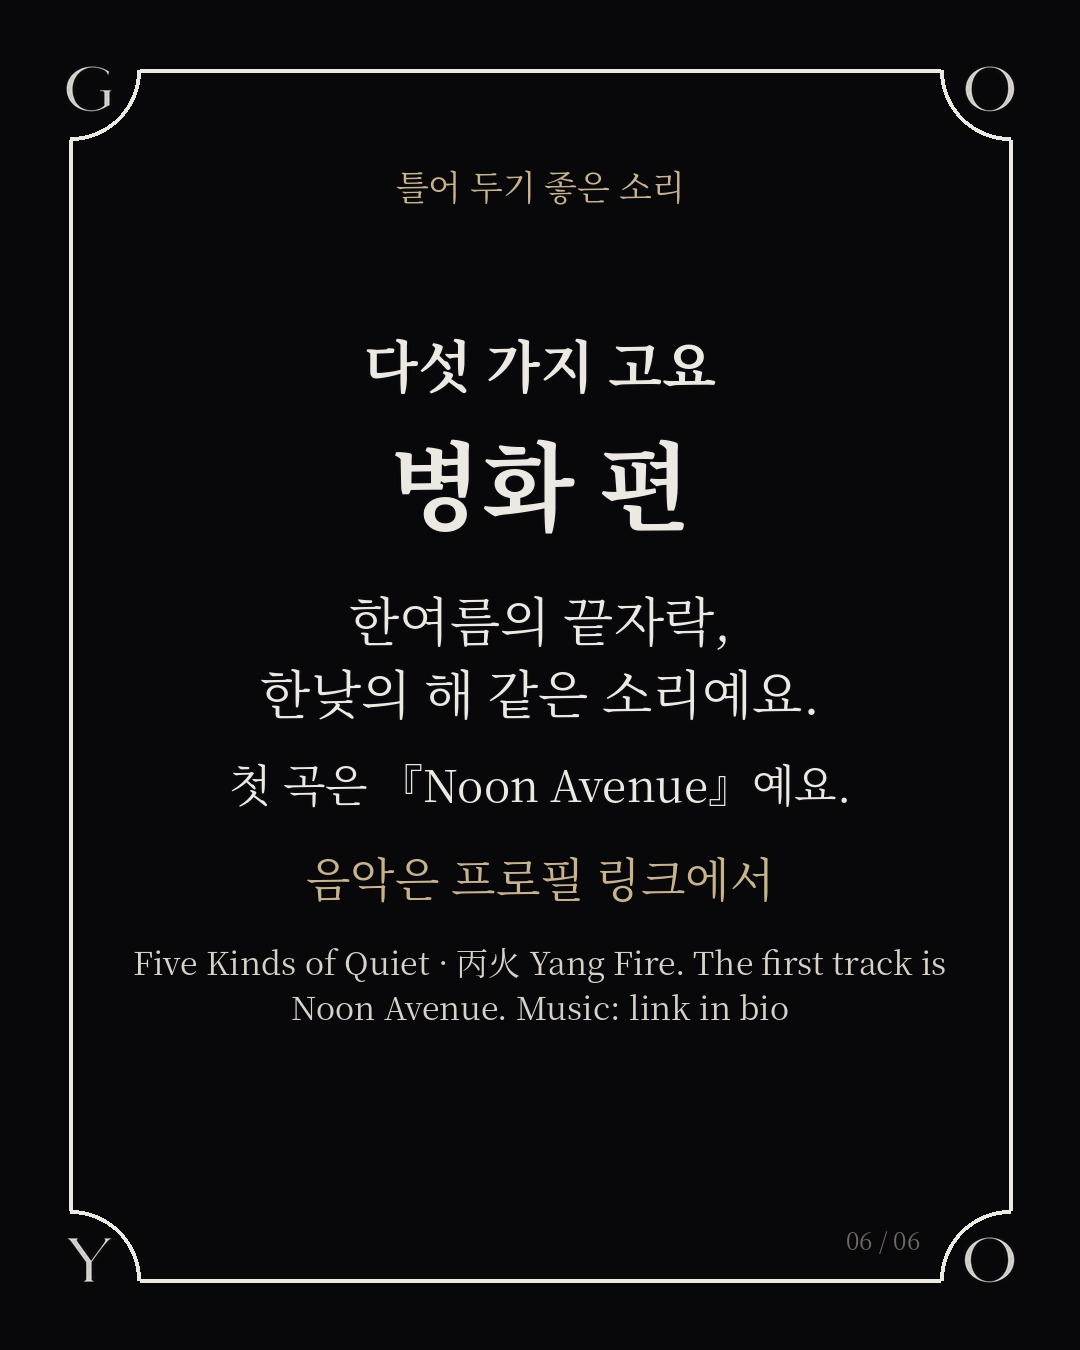 G O
틀어 두기 좋은 소리
다섯 가지 고요
병화 편
한여름의 끝자락,
한낮의 해 같은 소리예요.
첫 곡은 『Noon Avenue』예요.
음악은 프로필 링크에서
Five Kinds of Quiet · 丙火 Yang Fire. The first track is
Noon Avenue. Music: link in bio
06 / 06
Y O